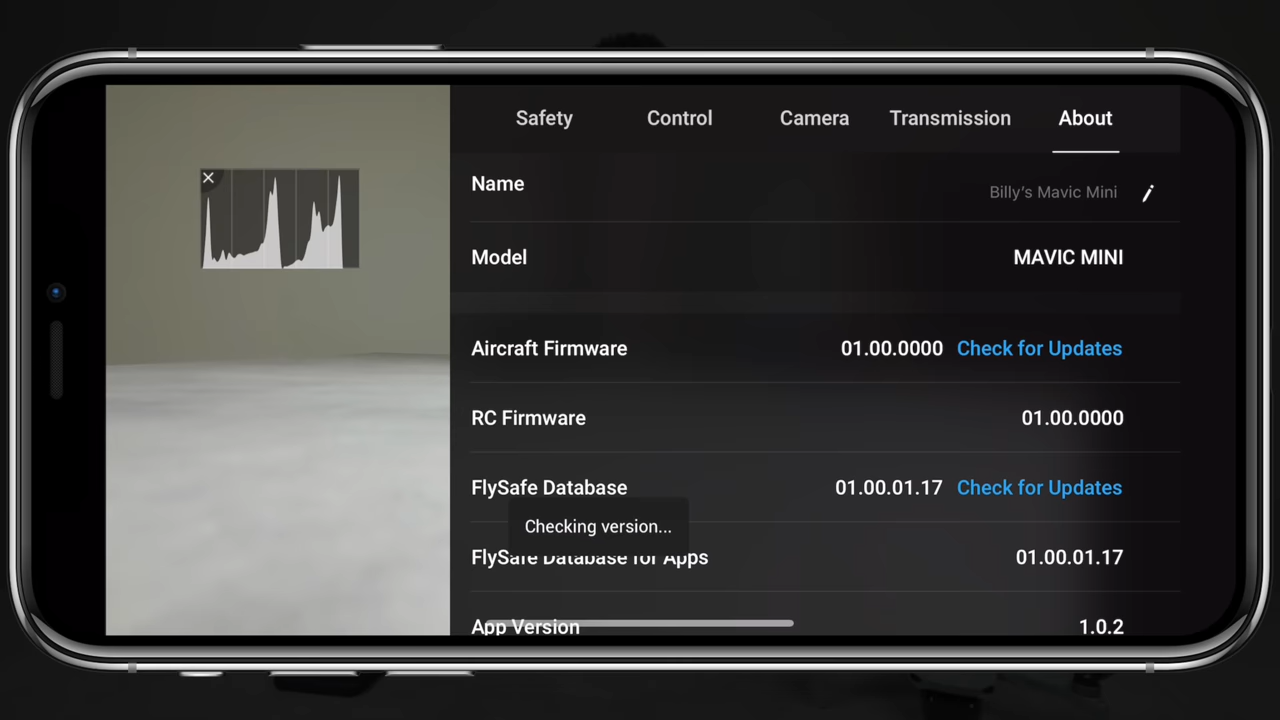 Safety Control Camera Transmission About
Name Billy's Mavic Mini
Model MAVIC MINI
Aircraft Firmware 01.00.0000 Check for Updates
RC Firmware 01.00.0000
FlySafe Database 01.00.01.17 Check for Updates
Checking version...
FlySafe Database for Apps 01.00.01.17
App Version 1.0.2